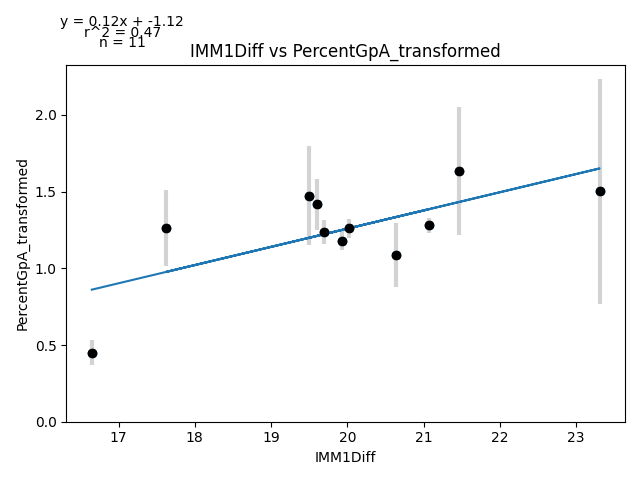 y = 0.12x + -1.12
r^2 = 0.47
n = 11
IMM1Diff vs PercentGpA_transformed
PercentGpA_transformed
2.0
1.5
1.0
0.5
0.0
17 18 19 20 21 22 23
IMM1Diff